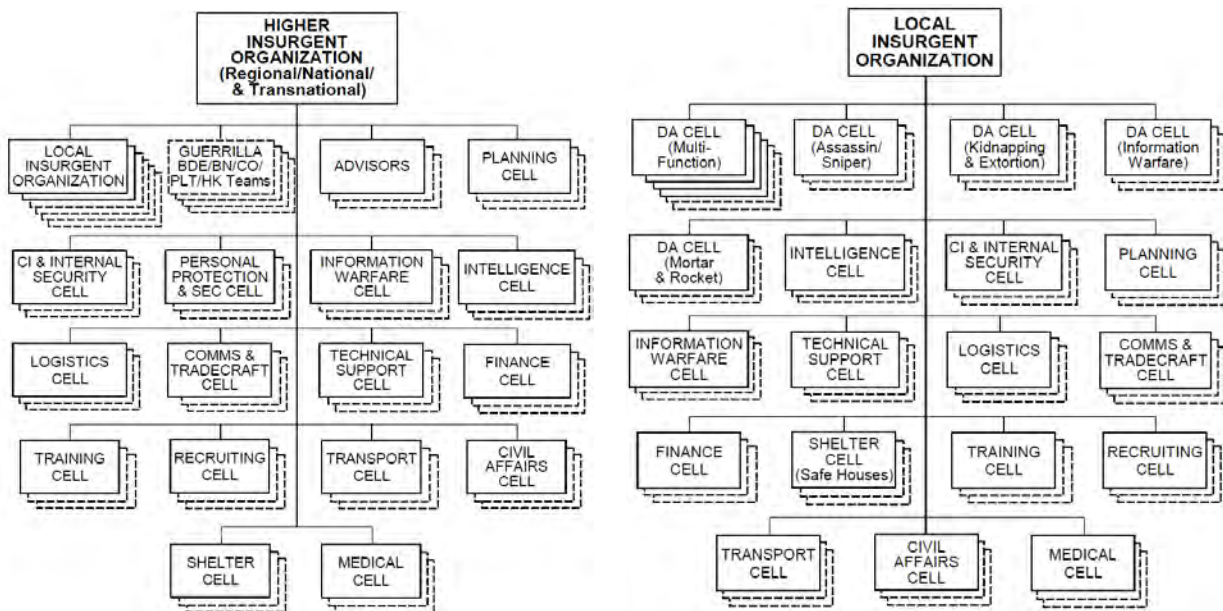 HIGHER
INSURGENT
ORGANIZATION
(Regional/National/
& Transnational)
LOCAL
INSURGENT
ORGANIZATION
GUERRILLA
BDE/BN/CO/
PLT/HK Teams
ADVISORS
PLANNING
CELL
CI & INTERNAL
SECURITY
CELL
PERSONAL
PROTECTION
& SEC CELL
INFORMATION
WARFARE
CELL
INTELLIGENCE
CELL
LOGISTICS
CELL
COMMS &
TRADECRAFT
CELL
TECHNICAL
SUPPORT
CELL
FINANCE
CELL
TRAINING
CELL
RECRUITING
CELL
TRANSPORT
CELL
CIVIL
AFFAIRS
CELL
SHELTER
CELL
MEDICAL
CELL
LOCAL
INSURGENT
ORGANIZATION
DA CELL
(Multi-
Function)
DA CELL
(Assassin/
Sniper)
DA CELL
(Kidnapping
& Extortion)
DA CELL
(Information
Warfare)
DA CELL
(Mortar
& Rocket)
INTELLIGENCE
CELL
CI & INTERNAL
SECURITY
CELL
PLANNING
CELL
INFORMATION
WARFARE
CELL
TECHNICAL
SUPPORT
CELL
LOGISTICS
CELL
COMMS &
TRADECRAFT
CELL
FINANCE
CELL
SHELTER
CELL
(Safe Houses)
TRAINING
CELL
RECRUITING
CELL
TRANSPORT
CELL
CIVIL
AFFAIRS
CELL
MEDICAL
CELL